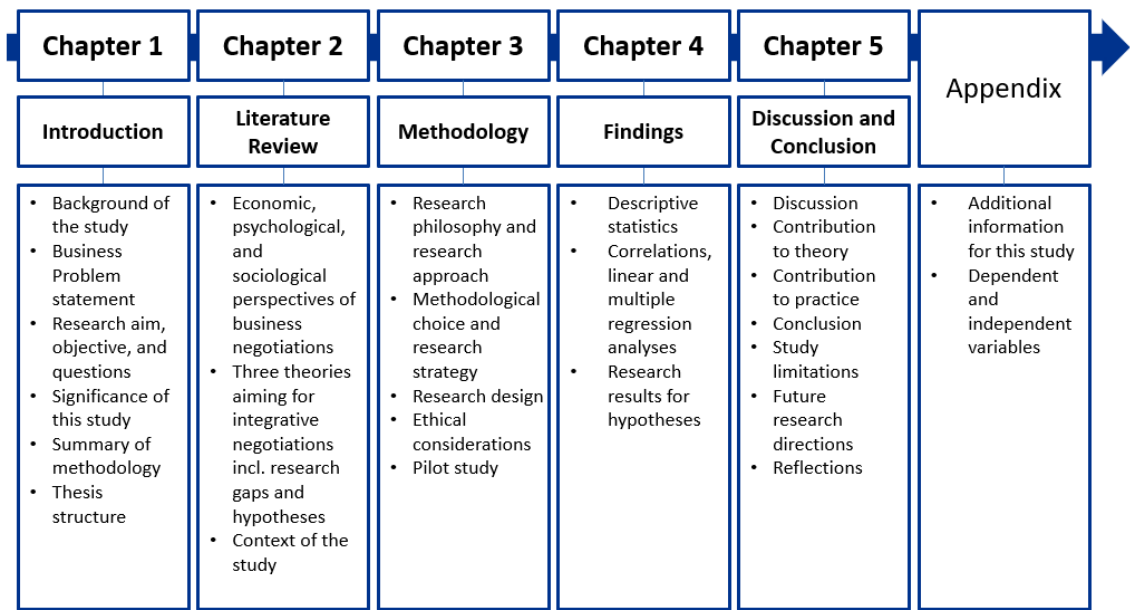 Chapter 1
Chapter 2
Chapter 3
Chapter 4
Chapter 5
Appendix
Introduction
Literature
Review
Methodology
Findings
Discussion and
Conclusion
• Background of
the study
• Business
Problem
statement
• Research aim,
objective, and
questions
• Significance of
this study
• Summary of
methodology
• Thesis
structure
• Economic,
psychological,
and
sociological
perspectives of
business
negotiations
• Three theories
aiming for
integrative
negotiations
incl. research
gaps and
hypotheses
• Context of the
study
• Research
philosophy and
research
approach
• Methodological
choice and
research
strategy
• Research design
• Ethical
considerations
• Pilot study
• Descriptive
statistics
• Correlations,
linear and
multiple
regression
analyses
• Research
results for
hypotheses
• Discussion
• Contribution
to theory
• Contribution
to practice
• Conclusion
• Study
limitations
• Future
research
directions
• Reflections
• Additional
information
for this study
• Dependent
and
independent
variables